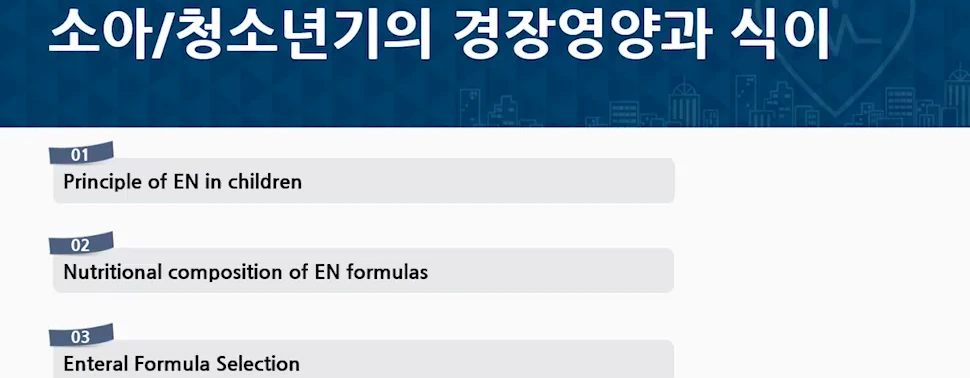 소아/청소년기의 경장영양과 식이
01
Principle of EN in children
02
Nutritional composition of EN formulas
03
Enteral Formula Selection